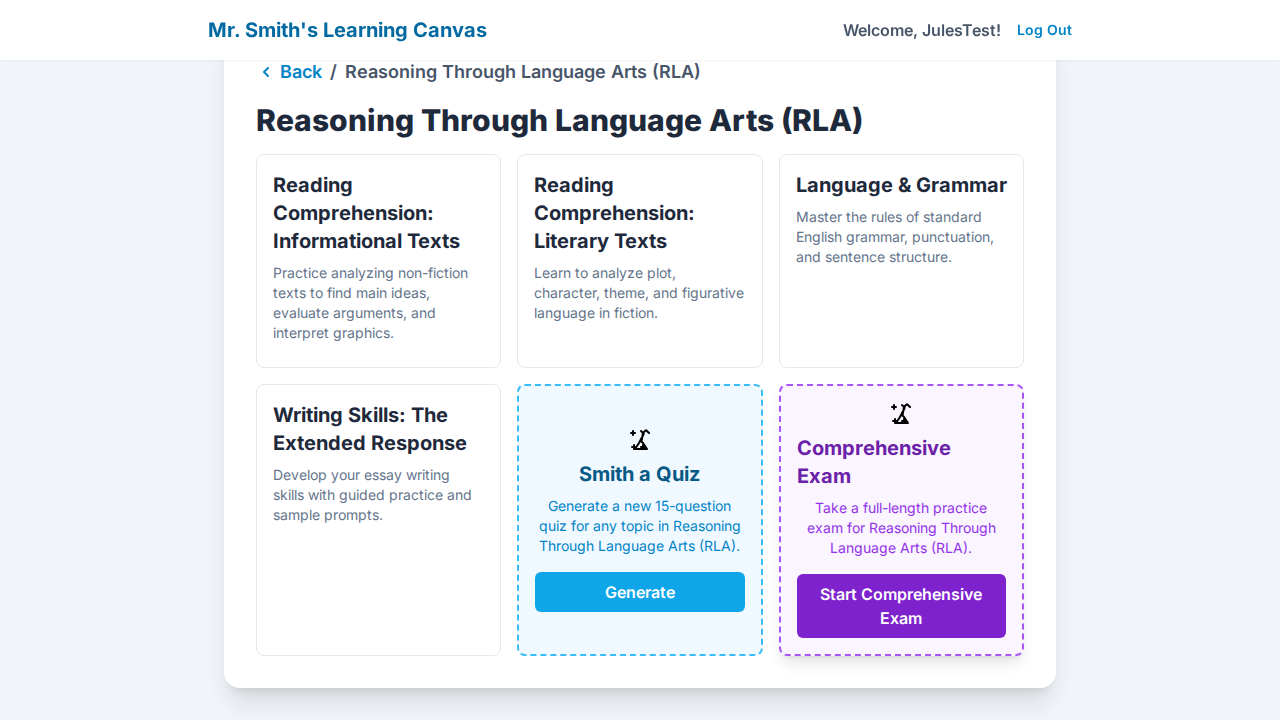 Mr. Smith's Learning Canvas
Welcome, JulesTest!
Log Out
Back / Reasoning Through Language Arts (RLA)
Reasoning Through Language Arts (RLA)
Reading
Comprehension:
Informational Texts
Practice analyzing non-fiction
texts to find main ideas,
evaluate arguments, and
interpret graphics.
Reading
Comprehension:
Literary Texts
Learn to analyze plot,
character, theme, and figurative
language in fiction.
Language & Grammar
Master the rules of standard
English grammar, punctuation,
and sentence structure.
Writing Skills: The
Extended Response
Develop your essay writing
skills with guided practice and
sample prompts.
Smith a Quiz
Generate a new 15-question
quiz for any topic in Reasoning
Through Language Arts (RLA).
Generate
Comprehensive
Exam
Take a full-length practice
exam for Reasoning Through
Language Arts (RLA).
Start Comprehensive
Exam